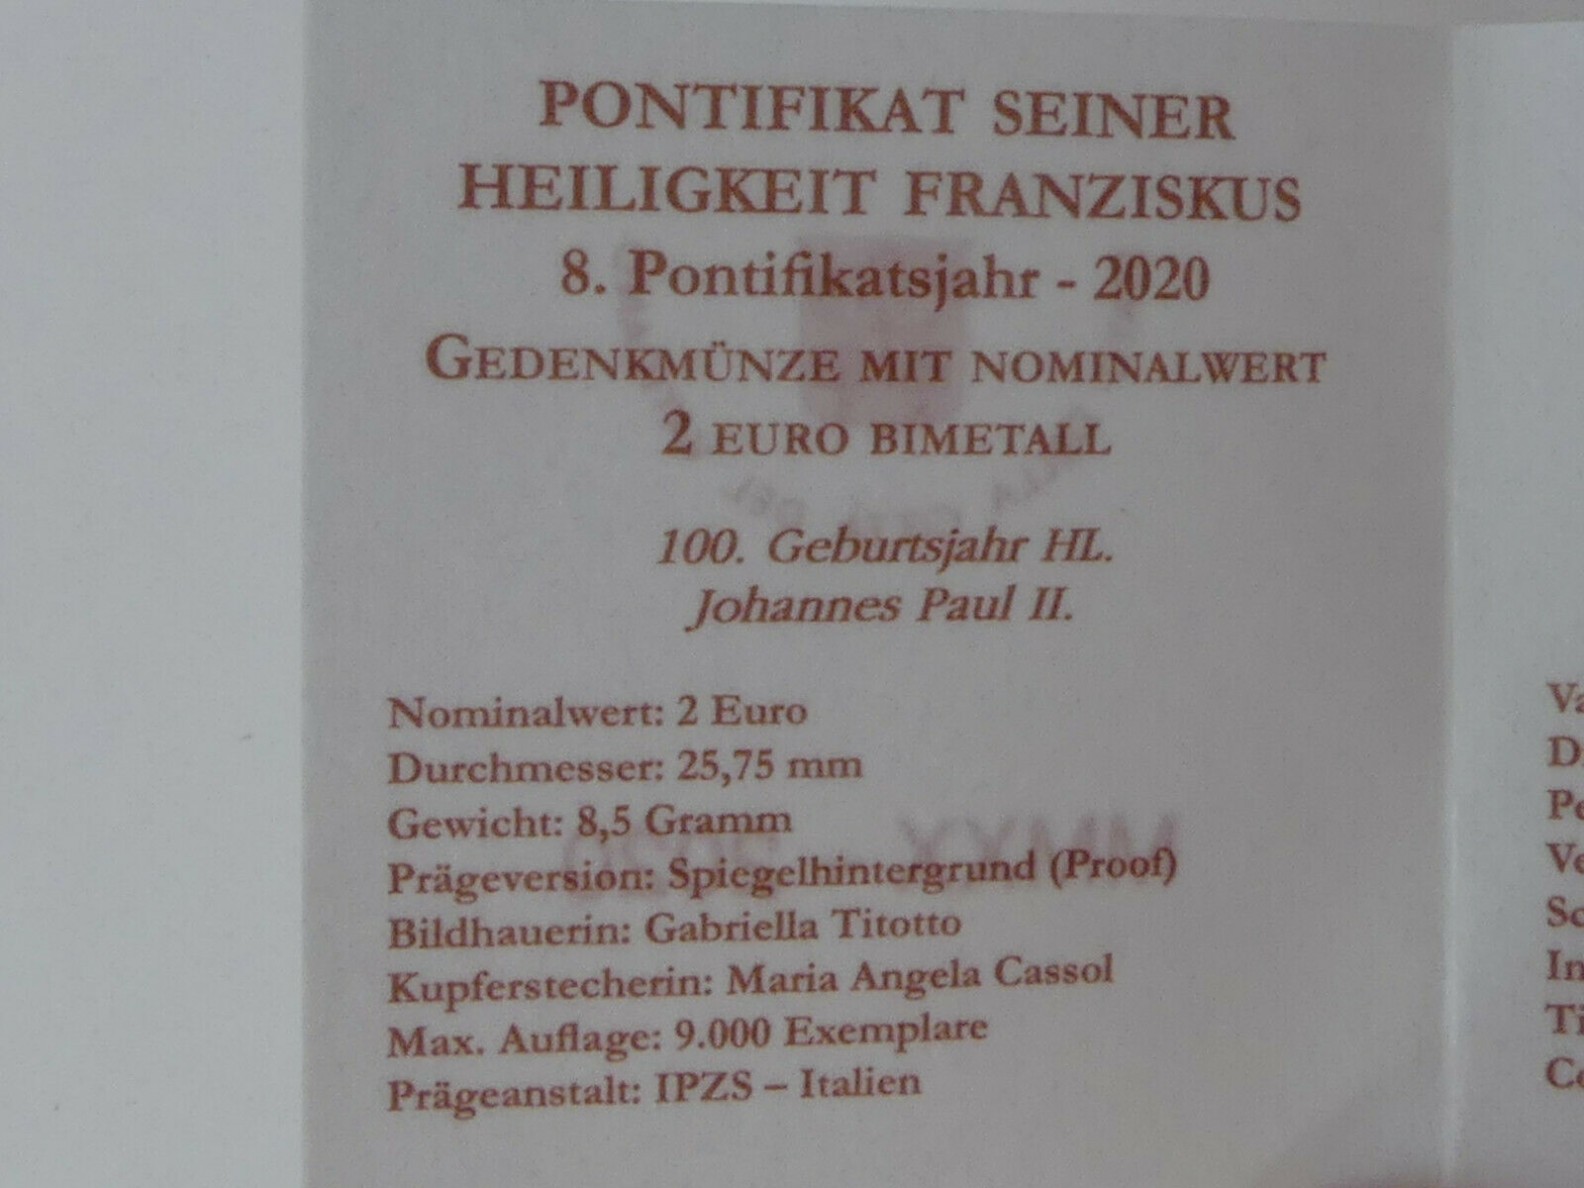 PONTIFIKAT SEINER
HEILIGKEIT FRANZISKUS
8. Pontifikatsjahr - 2020
GEDENKMÜNZE MIT NOMINALWERT
2 EURO BIMETALL
100. Geburtsjahr HL.
Johannes Paul II.
Nominalwert: 2 Euro
Durchmesser: 25,75 mm
Gewicht: 8,5 Gramm
Prägeversion: Spiegelhintergrund (Proof)
Bildhauerin: Gabriella Titotto
Kupferstecherin: Maria Angela Cassol
Max. Auflage: 9.000 Exemplare
Prägeanstalt: IPZS – Italien